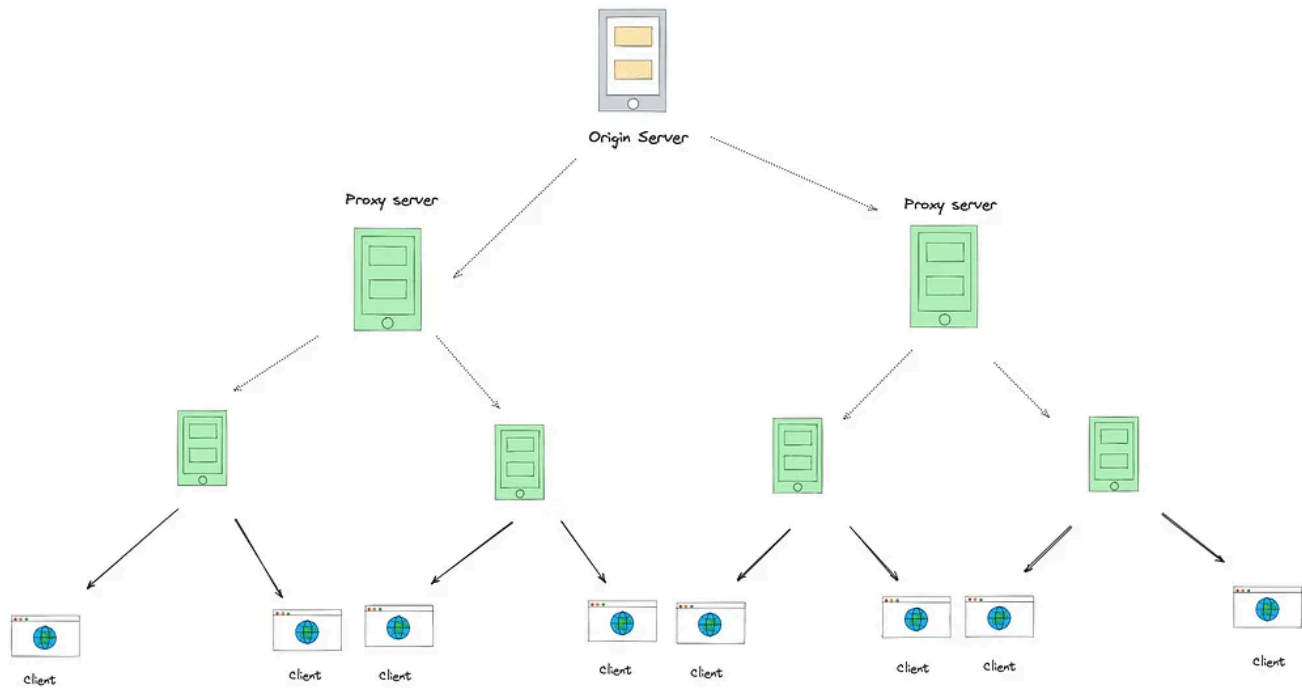 Origin Server
Proxy server
Proxy server
Client
Client
Client
Client
Client
Client
Client
Client